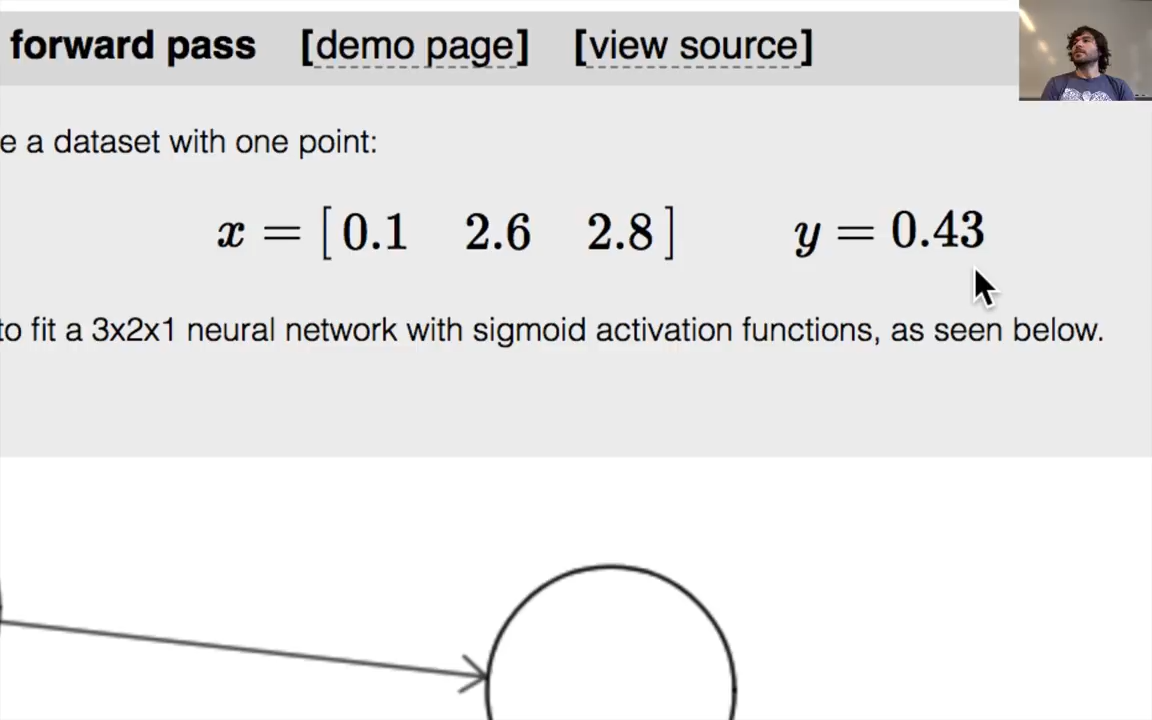 forward pass [demo page] [view source]
e a dataset with one point:
x = [ 0.1 2.6 2.8 ] y = 0.43
to fit a 3x2x1 neural network with sigmoid activation functions, as seen below.